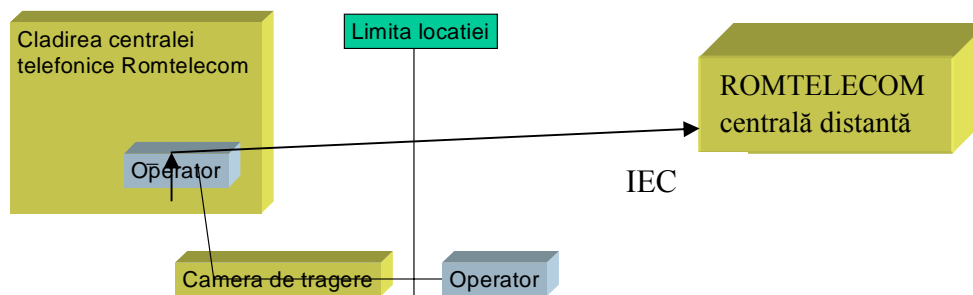 Cladirea centralei
telefonice Romtelecom
Limita locatiei
ROMTELECOM
centrală distantă
Operator
IEC
Camera de tragere
Operator